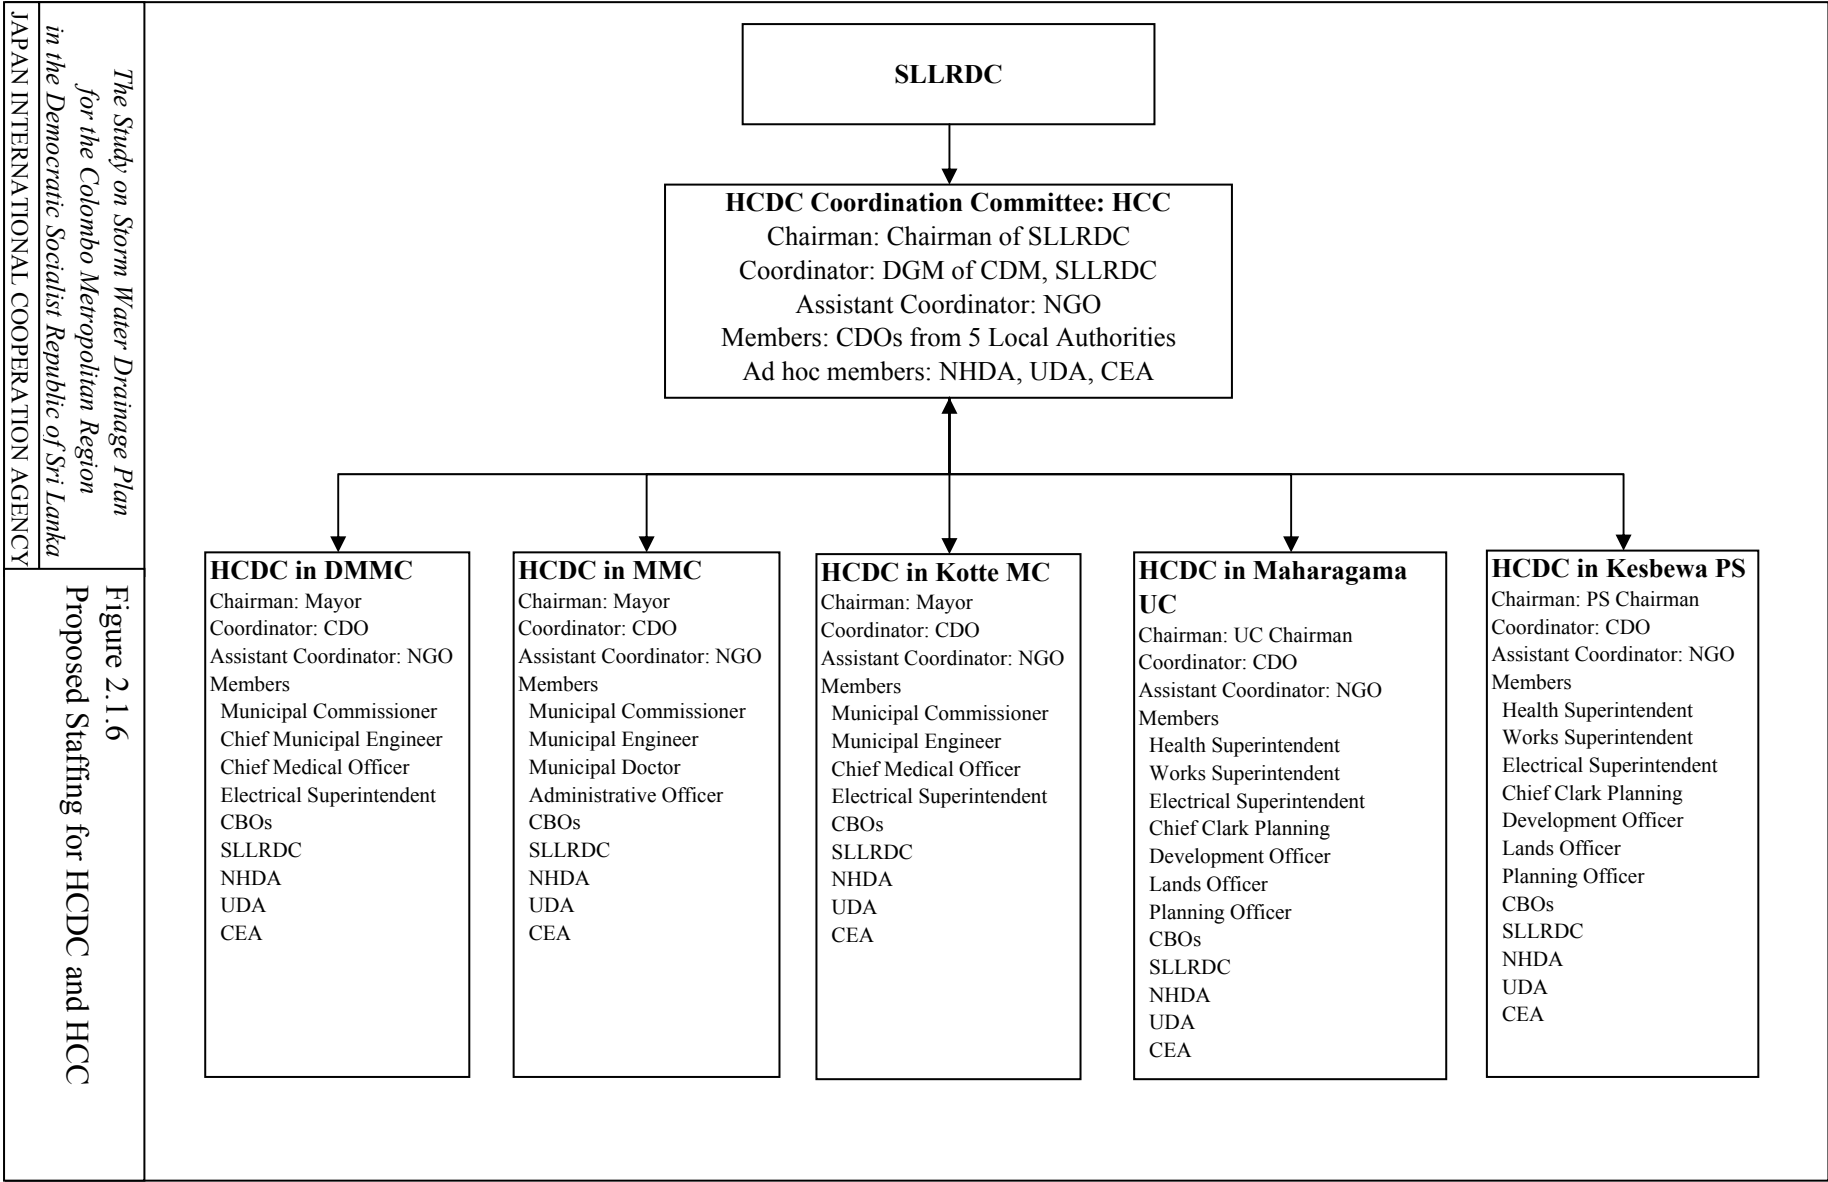 SLLRDC
HCDC Coordination Committee: HCC
Chairman: Chairman of SLLRDC
Coordinator: DGM of CDM, SLLRDC
Assistant Coordinator: NGO
Members: CDOs from 5 Local Authorities
Ad hoc members: NHDA, UDA, CEA
HCDC in DMMC
Chairman: Mayor
Coordinator: CDO
Assistant Coordinator: NGO
Members
Municipal Commissioner
Chief Municipal Engineer
Chief Medical Officer
Electrical Superintendent
CBOs
SLLRDC
NHDA
UDA
CEA
HCDC in MMC
Chairman: Mayor
Coordinator: CDO
Assistant Coordinator: NGO
Members
Municipal Commissioner
Municipal Engineer
Municipal Doctor
Administrative Officer
CBOs
SLLRDC
NHDA
UDA
CEA
HCDC in Kotte MC
Chairman: Mayor
Coordinator: CDO
Assistant Coordinator: NGO
Members
Municipal Commissioner
Municipal Engineer
Chief Medical Officer
Electrical Superintendent
CBOs
SLLRDC
NHDA
UDA
CEA
HCDC in Maharagama
UC
Chairman: UC Chairman
Coordinator: CDO
Assistant Coordinator: NGO
Members
Health Superintendent
Works Superintendent
Electrical Superintendent
Chief Clark Planning
Development Officer
Lands Officer
Planning Officer
CBOs
SLLRDC
NHDA
UDA
CEA
HCDC in Kesbewa PS
Chairman: PS Chairman
Coordinator: CDO
Assistant Coordinator: NGO
Members
Health Superintendent
Works Superintendent
Electrical Superintendent
Chief Clark Planning
Development Officer
Lands Officer
Planning Officer
CBOs
SLLRDC
NHDA
UDA
CEA
The Study on Storm Water Drainage Plan
for the Colombo Metropolitan Region
in the Democratic Socialist Republic of Sri Lanka
JAPAN INTERNATIONAL COOPERATION AGENCY
Figure 2.1.6
Proposed Staffing for HCDC and HCC